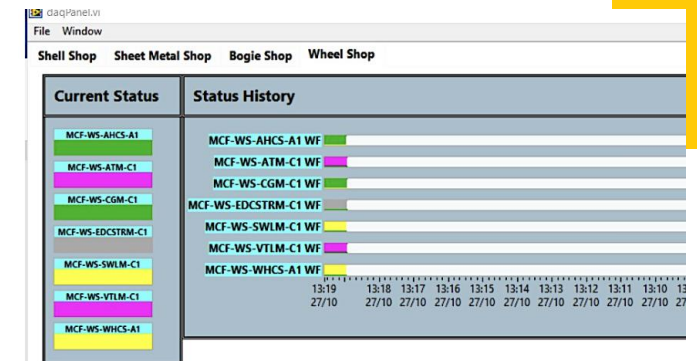 daqPanel.vi
File Window
Shell Shop Sheet Metal Shop Bogie Shop Wheel Shop
Current Status
MCF-WS-AHCS-A1
MCF-WS-ATM-C1
MCF-WS-CGM-C1
MCF-WS-EDCSTRM-C1
MCF-WS-SWLM-C1
MCF-WS-VTLM-C1
MCF-WS-WHCS-A1
Status History
MCF-WS-AHCS-A1 WF
MCF-WS-ATM-C1 WF
MCF-WS-CGM-C1 WF
MCF-WS-EDCSTRM-C1 WF
MCF-WS-SWLM-C1 WF
MCF-WS-VTLM-C1 WF
MCF-WS-WHCS-A1 WF
13:19 13:18 13:17 13:16 13:15 13:14 13:13 13:12 13:11 13:10
27/10 27/10 27/10 27/10 27/10 27/10 27/10 27/10 27/10 27/10